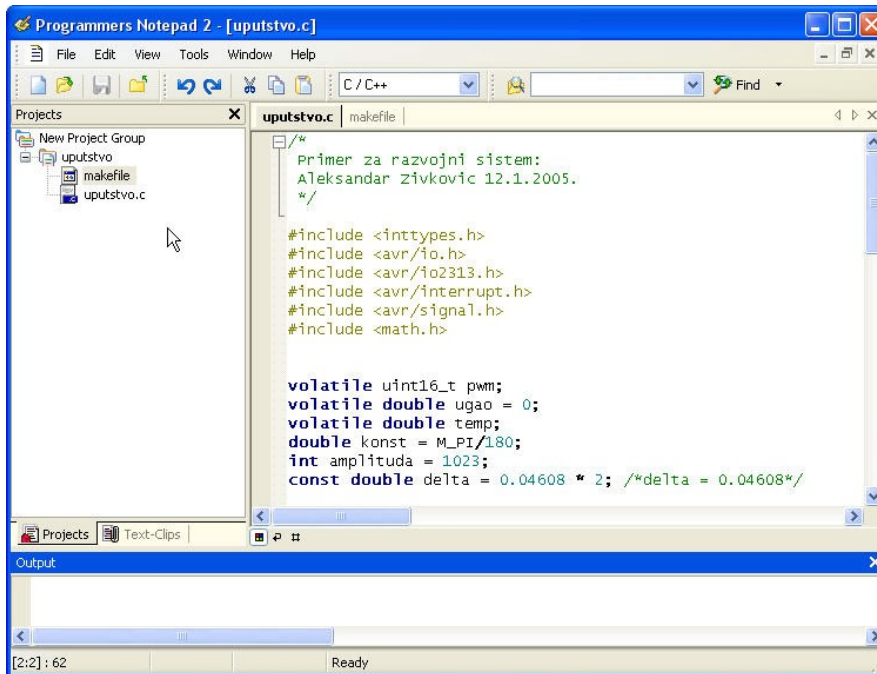 Programmers Notepad 2 - [uputstvo.c]
File Edit View Tools Window Help
C / C++ Find
Projects
New Project Group
uputstvo
makefile
uputstvo.c
Projects Text-Clips
uputstvo.c makefile
/*
Primer za razvojni sistem:
Aleksandar Zivkovic 12.1.2005.
*/
#include <inttypes.h>
#include <avr/io.h>
#include <avr/io2313.h>
#include <avr/interrupt.h>
#include <avr/signal.h>
#include <math.h>
volatile uint16_t pwm;
volatile double ugao = 0;
volatile double temp;
double konst = M_PI/180;
int amplituda = 1023;
const double delta = 0.04608 * 2; /*delta = 0.04608*/
Output
[2:2] : 62 Ready